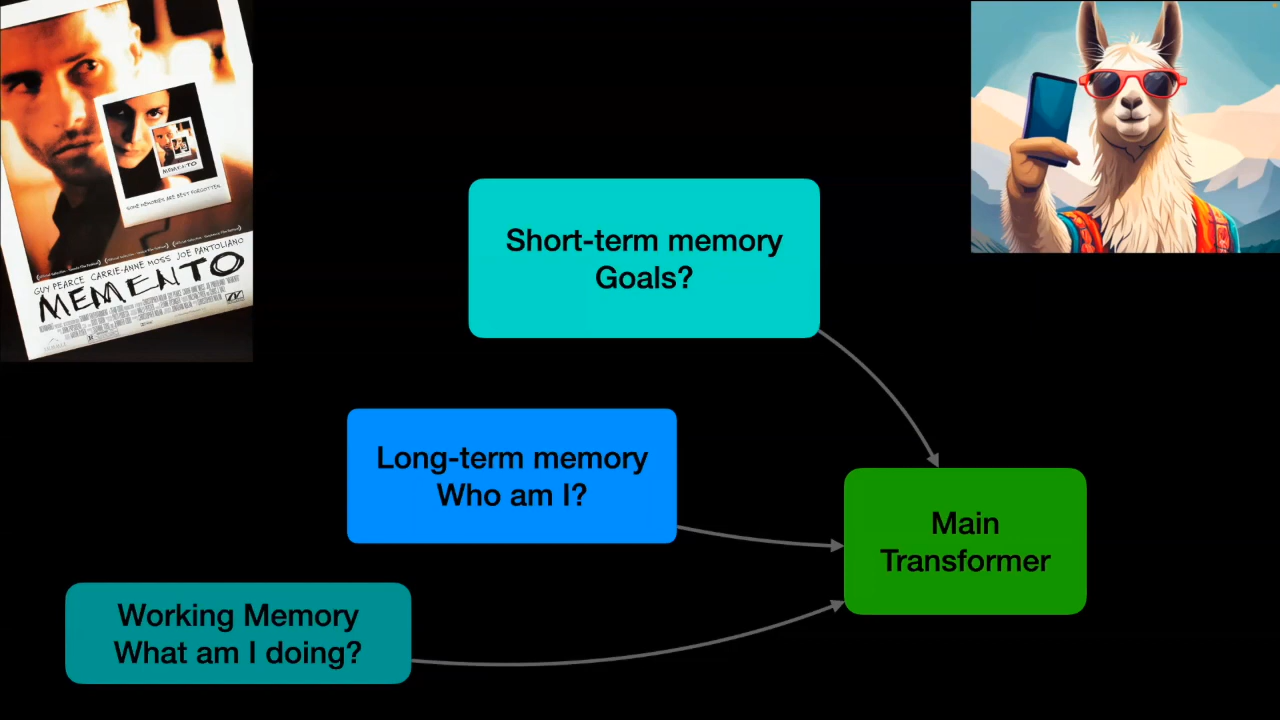 MEMENTO
SOME MEMORIES ARE BEST FORGOTTEN.
GUY PEARCE CARRIE-ANNE MOSS JOE PANTOLIANO
MEMENTO
Short-term memory
Goals?
Long-term memory
Who am I?
Main
Transformer
Working Memory
What am I doing?